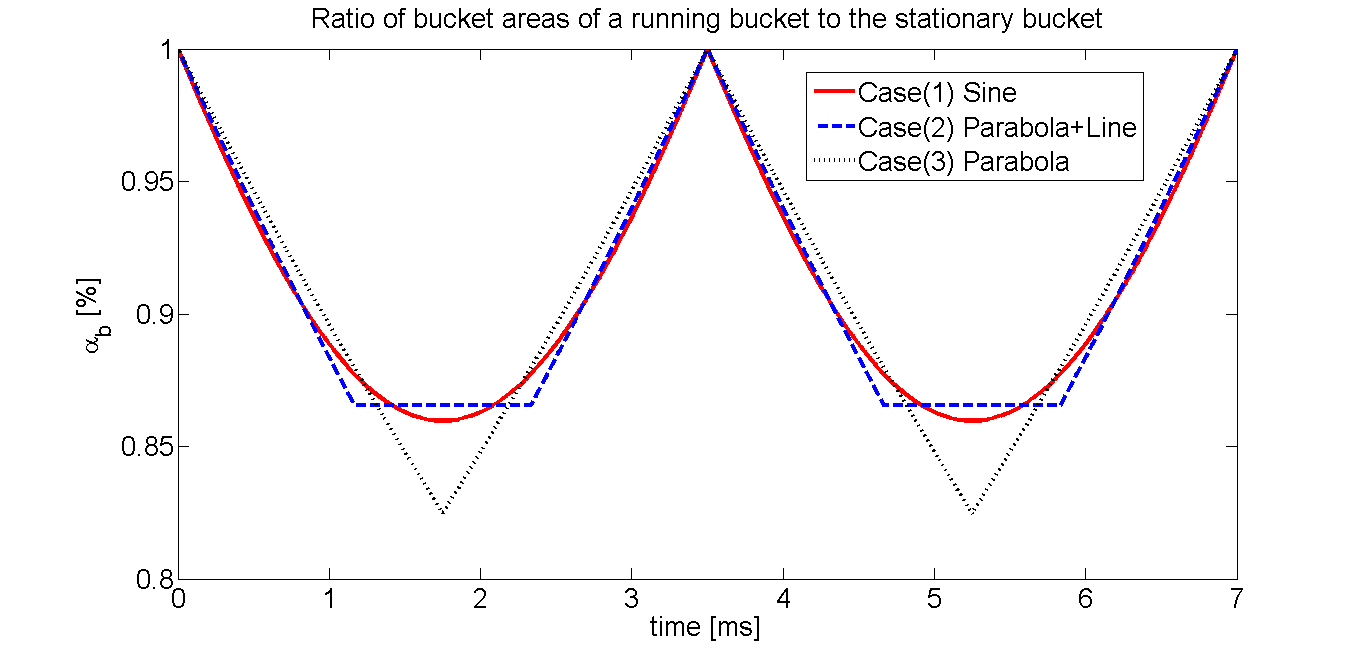 Ratio of bucket areas of a running bucket to the stationary bucket
1
0.95
0.9
0.85
0.8
α_b [%]
Case(1) Sine
Case(2) Parabola+Line
Case(3) Parabola
0 1 2 3 4 5 6 7
time [ms]